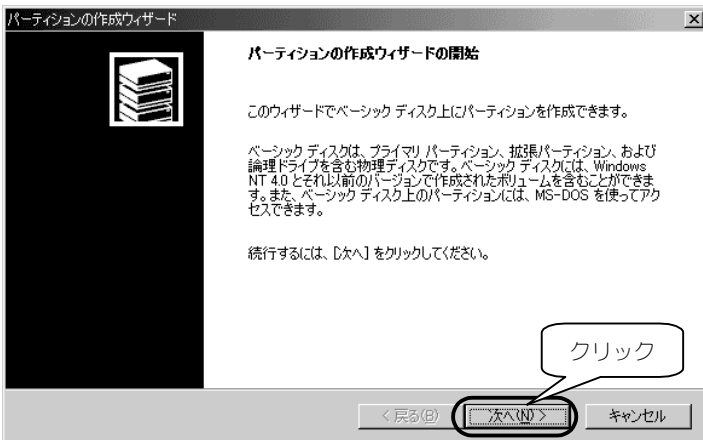 パーティションの作成ウィザード
パーティションの作成ウィザードの開始
このウィザードでベーシック ディスク上にパーティションを作成できます。
ベーシック ディスクは、プライマリ パーティション、拡張パーティション、および
論理ドライブを含む物理ディスクです。ベーシック ディスクには、Windows
NT 4.0 とそれ以前のバージョンで作成されたボリュームを含むことができま
す。また、ベーシック ディスク上のパーティションには、MS-DOS を使ってアク
セスできます。
続行するには、[次へ] をクリックしてください。
クリック
< 戻る(B)
次へ(N) >
キャンセル